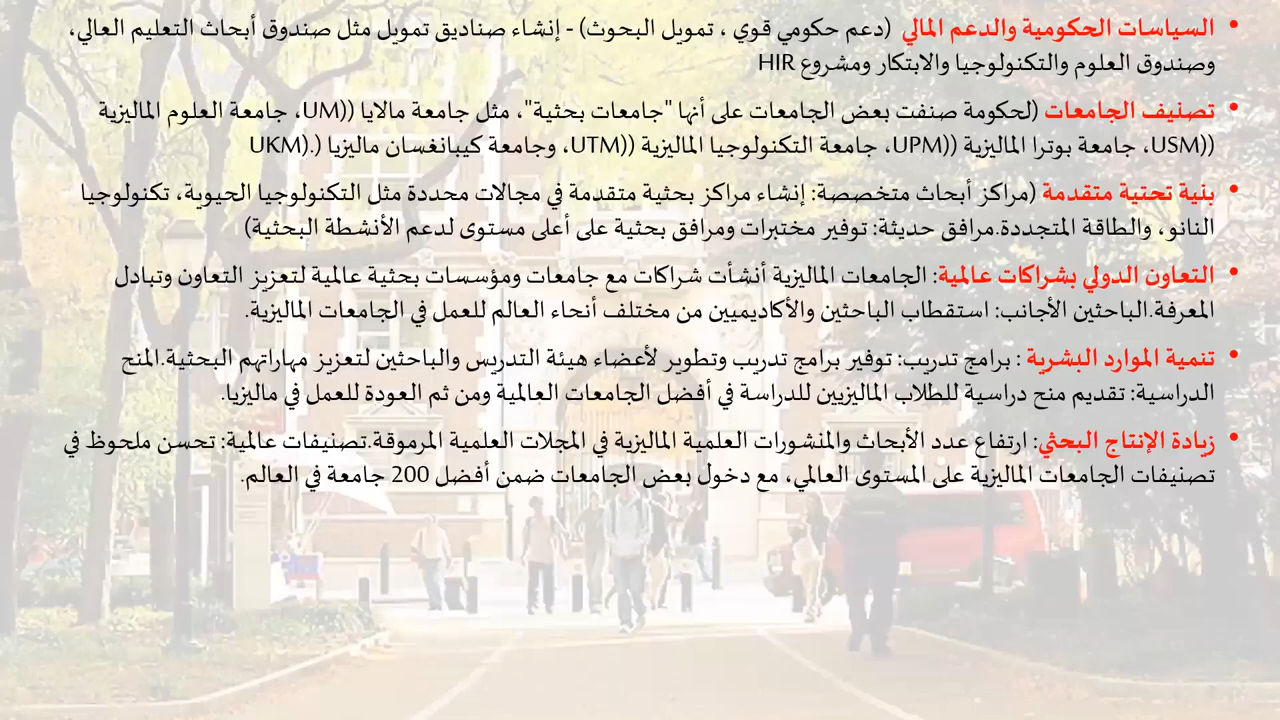 • السياسات الحكومية والدعم المالي (دعم حكومي قوي ، تمويل البحوث) - إنشاء صناديق تمويل مثل صندوق أبحاث التعليم العالي،
وصندوق العلوم والتكنولوجيا والابتكار ومشروع HIR
• تصنيف الجامعات (لحكومة صنفت بعض الجامعات على أنها "جامعات بحثية"، مثل جامعة مالايا ((UM، جامعة العلوم الماليزية
((USM، جامعة بوترا الماليزية ((UPM، جامعة التكنولوجيا الماليزية ((UTM، وجامعة كيبانغسان ماليزيا (.(UKM
• بنية تحتية متقدمة (مراكز أبحاث متخصصة: إنشاء مراكز بحثية متقدمة في مجالات محددة مثل التكنولوجيا الحيوية، تكنولوجيا
النانو، والطاقة المتجددة.مرافق حديثة: توفير مختبرات ومرافق بحثية على أعلى مستوى لدعم الأنشطة البحثية)
• التعاون الدولي بشراكات عالمية: الجامعات الماليزية أنشأت شراكات مع جامعات ومؤسسات بحثية عالمية لتعزيز التعاون وتبادل
المعرفة.الباحثين الأجانب: استقطاب الباحثين والأكاديميين من مختلف أنحاء العالم للعمل في الجامعات الماليزية.
• تنمية الموارد البشرية : برامج تدريب: توفير برامج تدريب وتطوير لأعضاء هيئة التدريس والباحثين لتعزيز مهاراتهم البحثية.المنح
الدراسية: تقديم منح دراسية للطلاب الماليزيين للدراسة في أفضل الجامعات العالمية ومن ثم العودة للعمل في ماليزيا.
• زيادة الإنتاج البحثي: ارتفاع عدد الأبحاث والمنشورات العلمية الماليزية في المجلات العلمية المرموقة.تصنيفات عالمية: تحسن ملحوظ في
تصنيفات الجامعات الماليزية على المستوى العالمي، مع دخول بعض الجامعات ضمن أفضل 200 جامعة في العالم.